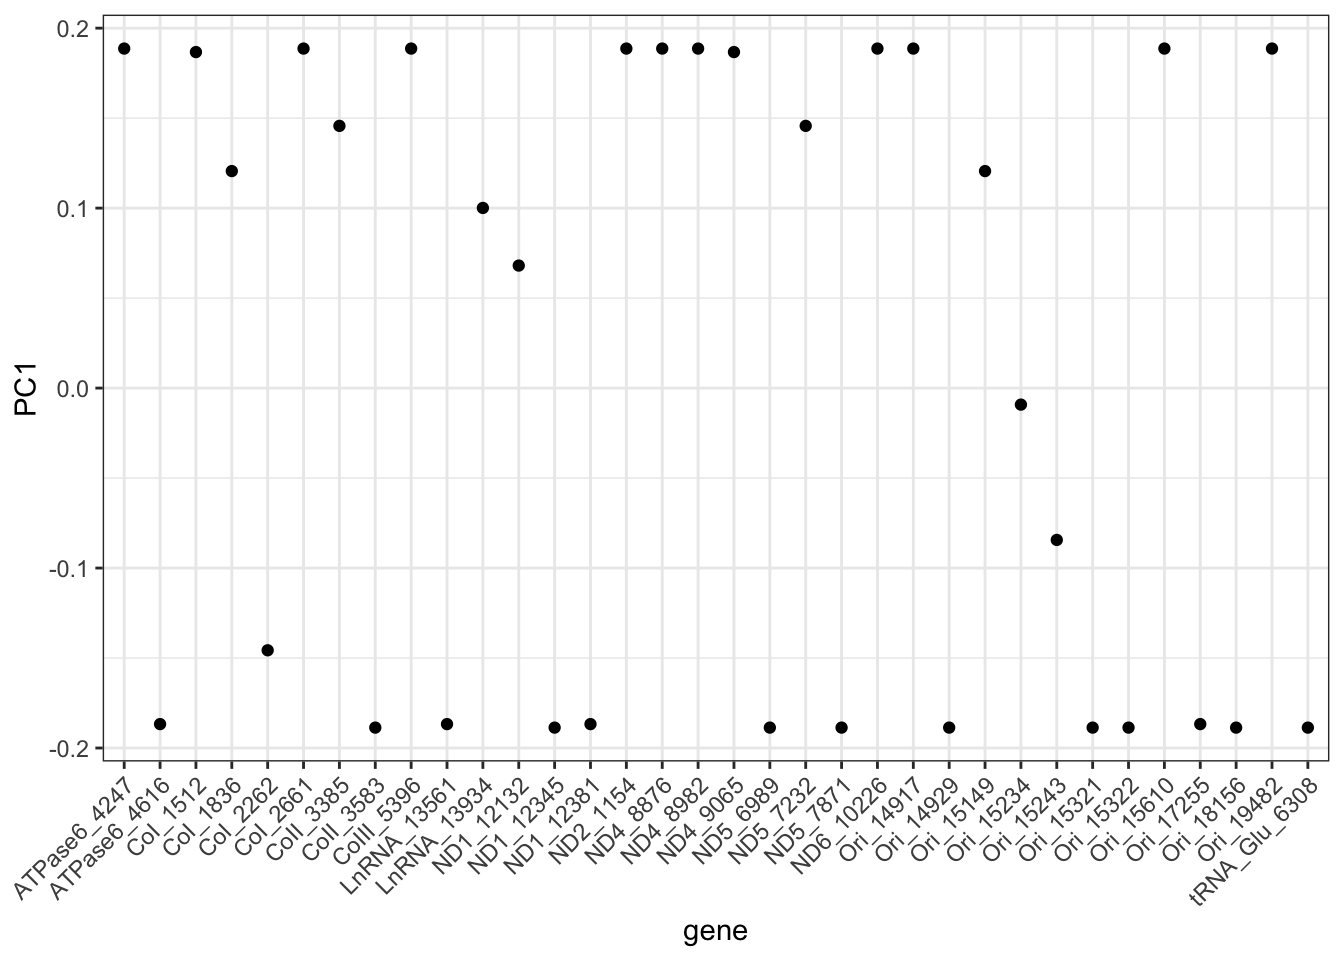 0.2
0.1
0.0
-0.1
-0.2
PC1
ATPase6_4247
ATPase6_4616
CoI_1512
CoI_1836
CoI_2262
CoI_2661
CoII_3385
CoII_3583
CoIII_5396
LnRNA_13561
LnRNA_13934
ND1_12132
ND1_12345
ND1_12381
ND2_1154
ND4_8876
ND4_8982
ND4_9065
ND5_6989
ND5_7232
ND5_7871
ND6_10226
Ori_14917
Ori_14929
Ori_15149
Ori_15234
Ori_15243
Ori_15321
Ori_15322
Ori_15610
Ori_17255
Ori_18156
Ori_19482
tRNA_Glu_6308
gene